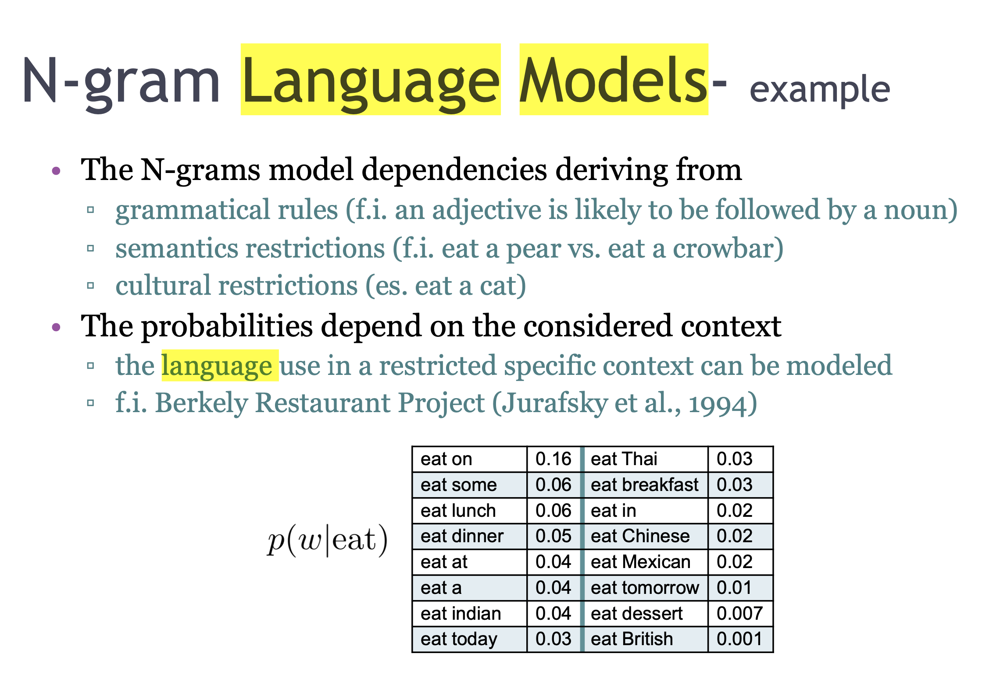 N-gram Language Models- example
• The N-grams model dependencies deriving from
▫ grammatical rules (f.i. an adjective is likely to be followed by a noun)
▫ semantics restrictions (f.i. eat a pear vs. eat a crowbar)
▫ cultural restrictions (es. eat a cat)
• The probabilities depend on the considered context
▫ the language use in a restricted specific context can be modeled
▫ f.i. Berkely Restaurant Project (Jurafsky et al., 1994)
p(w|eat)
eat on 0.16 eat Thai 0.03
eat some 0.06 eat breakfast 0.03
eat lunch 0.06 eat in 0.02
eat dinner 0.05 eat Chinese 0.02
eat at 0.04 eat Mexican 0.02
eat a 0.04 eat tomorrow 0.01
eat indian 0.04 eat dessert 0.007
eat today 0.03 eat British 0.001